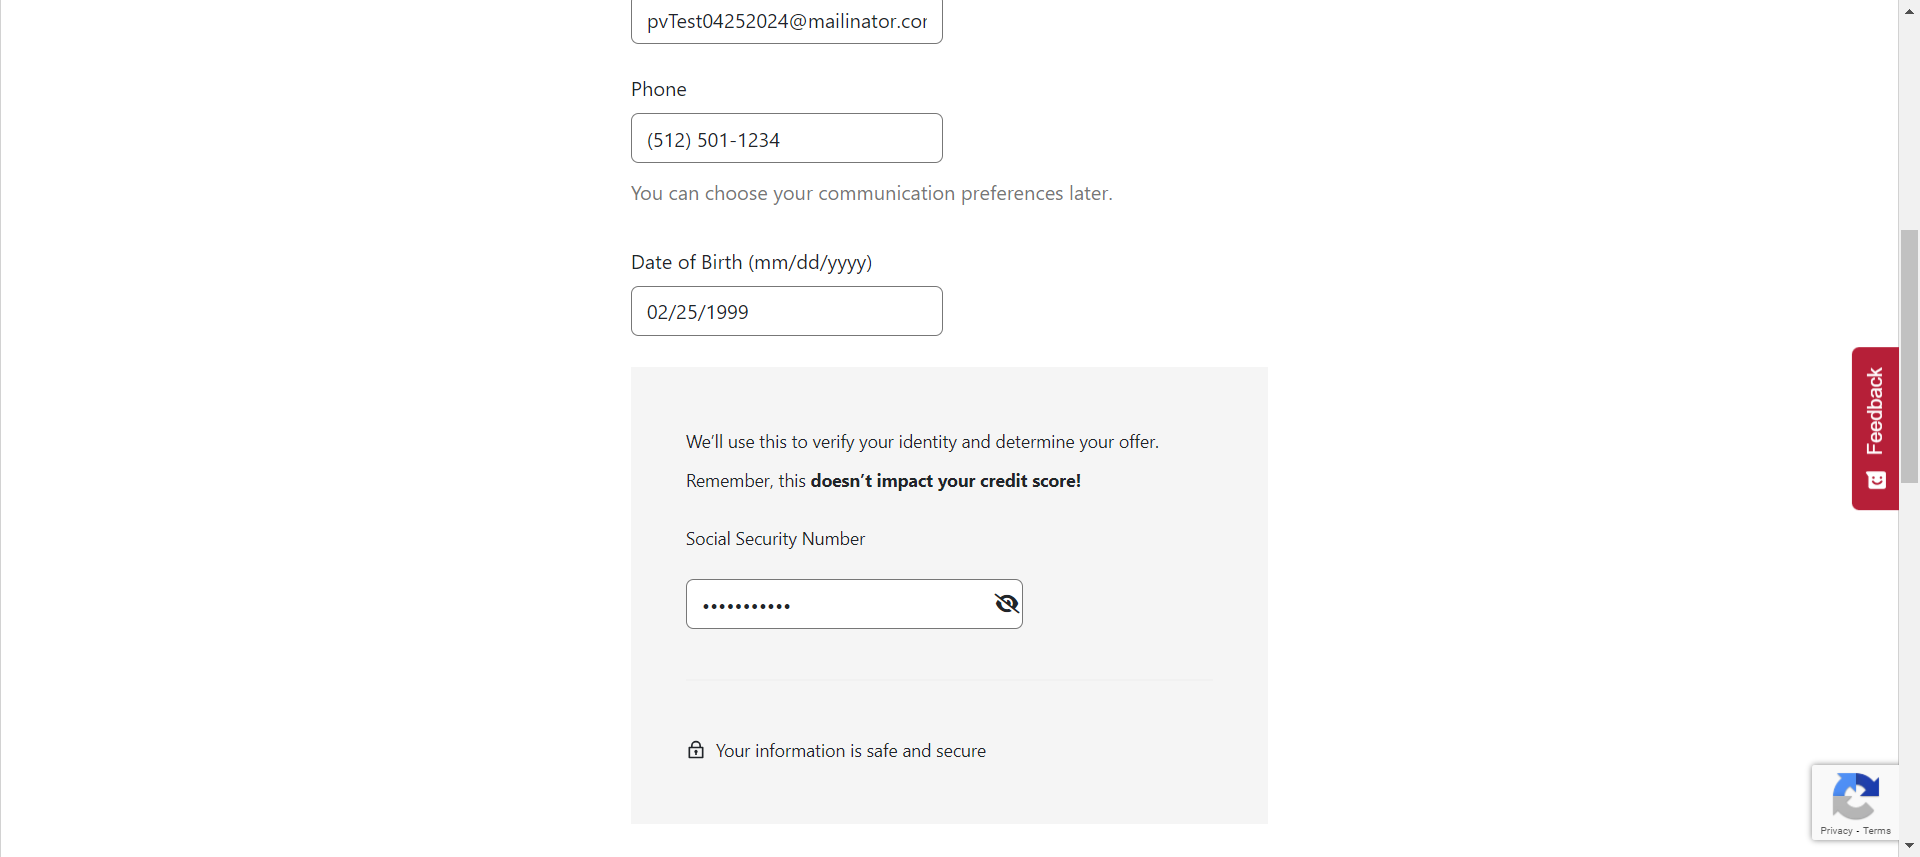 pvTest04252024@mailinator.cor
Phone
(512) 501-1234
You can choose your communication preferences later.
Date of Birth (mm/dd/yyyy)
02/25/1999
We’ll use this to verify your identity and determine your offer.
Remember, this doesn’t impact your credit score!
Social Security Number
•••••••••••
Your information is safe and secure
Feedback
Privacy - Terms